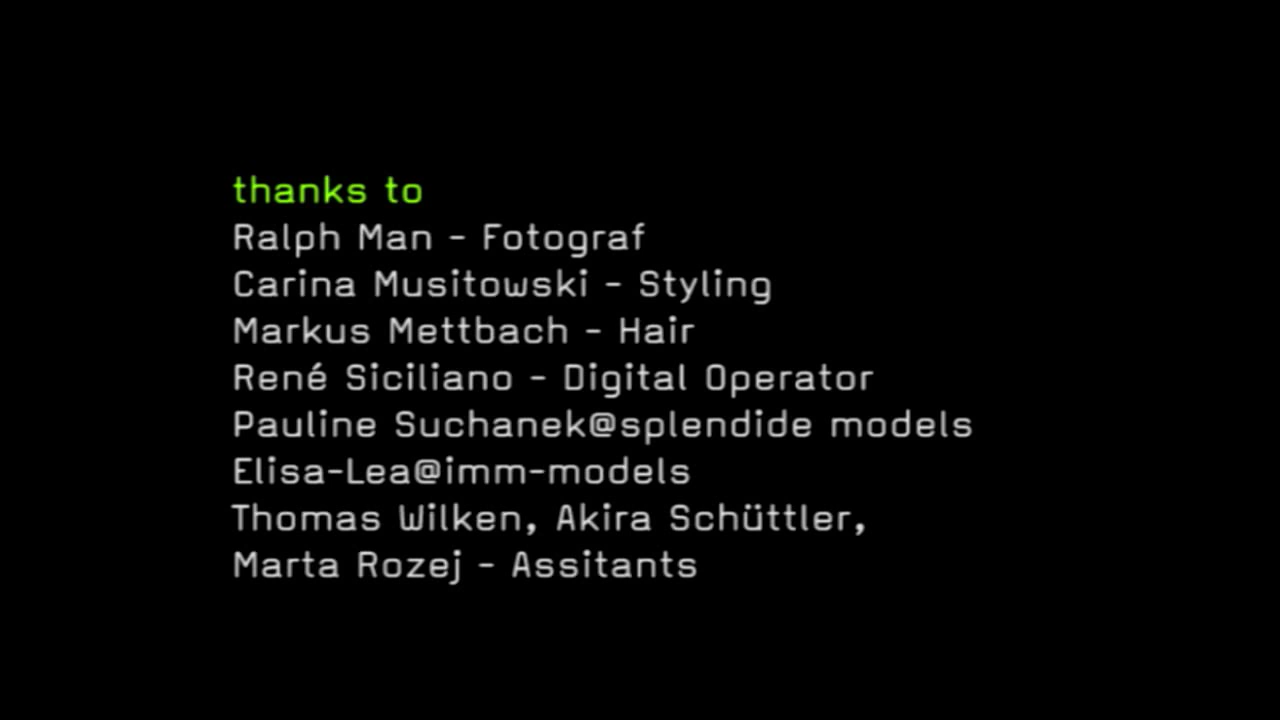 thanks to
Ralph Man - Fotograf
Carina Musitowski - Styling
Markus Mettbach - Hair
René Siciliano - Digital Operator
Pauline Suchanek@splendide models
Elisa-Lea@imm-models
Thomas Wilken, Akira Schüttler,
Marta Rozej - Assitants